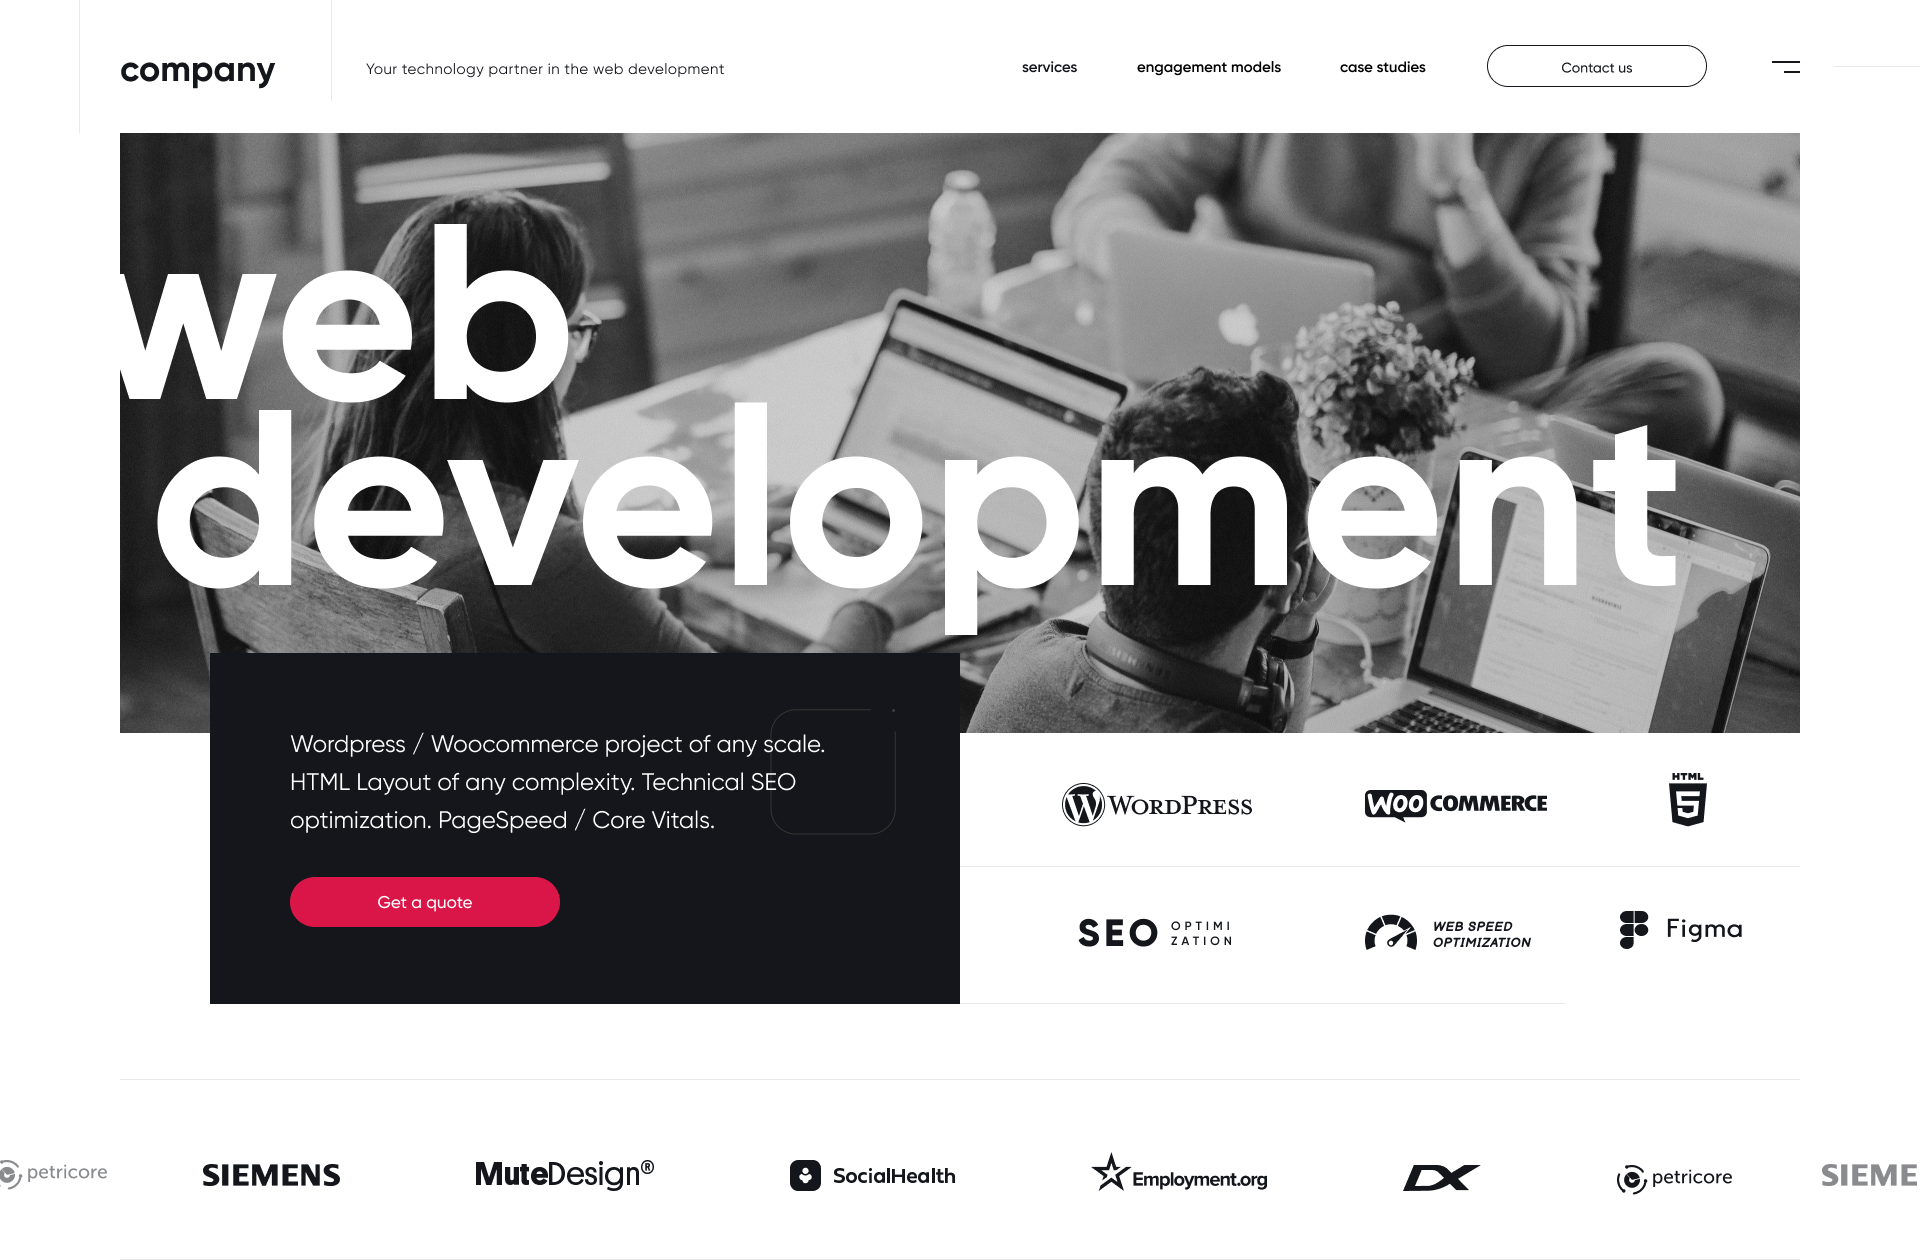 company
Your technology partner in the web development
services
engagement models
case studies
Contact us
web
development
Wordpress / Woocommerce project of any scale.
HTML Layout of any complexity. Technical SEO
optimization. PageSpeed / Core Vitals.
Get a quote
WORDPRESS
WOO COMMERCE
HTML
5
SEO OPTIMI
ZATION
WEB SPEED
OPTIMIZATION
Figma
petricore
SIEMENS
MuteDesign®
SocialHealth
Employment.org
DX
petricore
SIEME